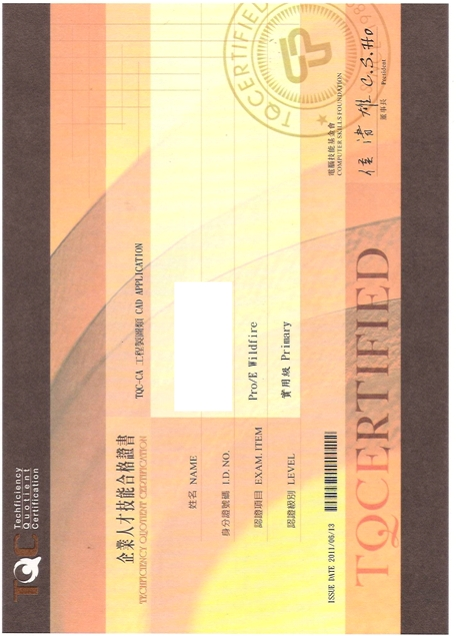 TQC Techficiency
Quotient
Certification
企業人才技能合格證書
TECHFICIENCY QUOTIENT CERTIFICATION
TQC-CA 工程製圖類 CAD APPLICATION
姓名 NAME
身分證號碼 I.D. NO.
認證項目 EXAM. ITEM Pro/E Wildfire
認證級別 LEVEL 實用級 Primary
TQCERTIFIED
電腦技能基金會
COMPUTER SKILLS FOUNDATION
董事長
President
C.S.Ho
ISSUE DATE 2011/06/13
TQCERTIFIED